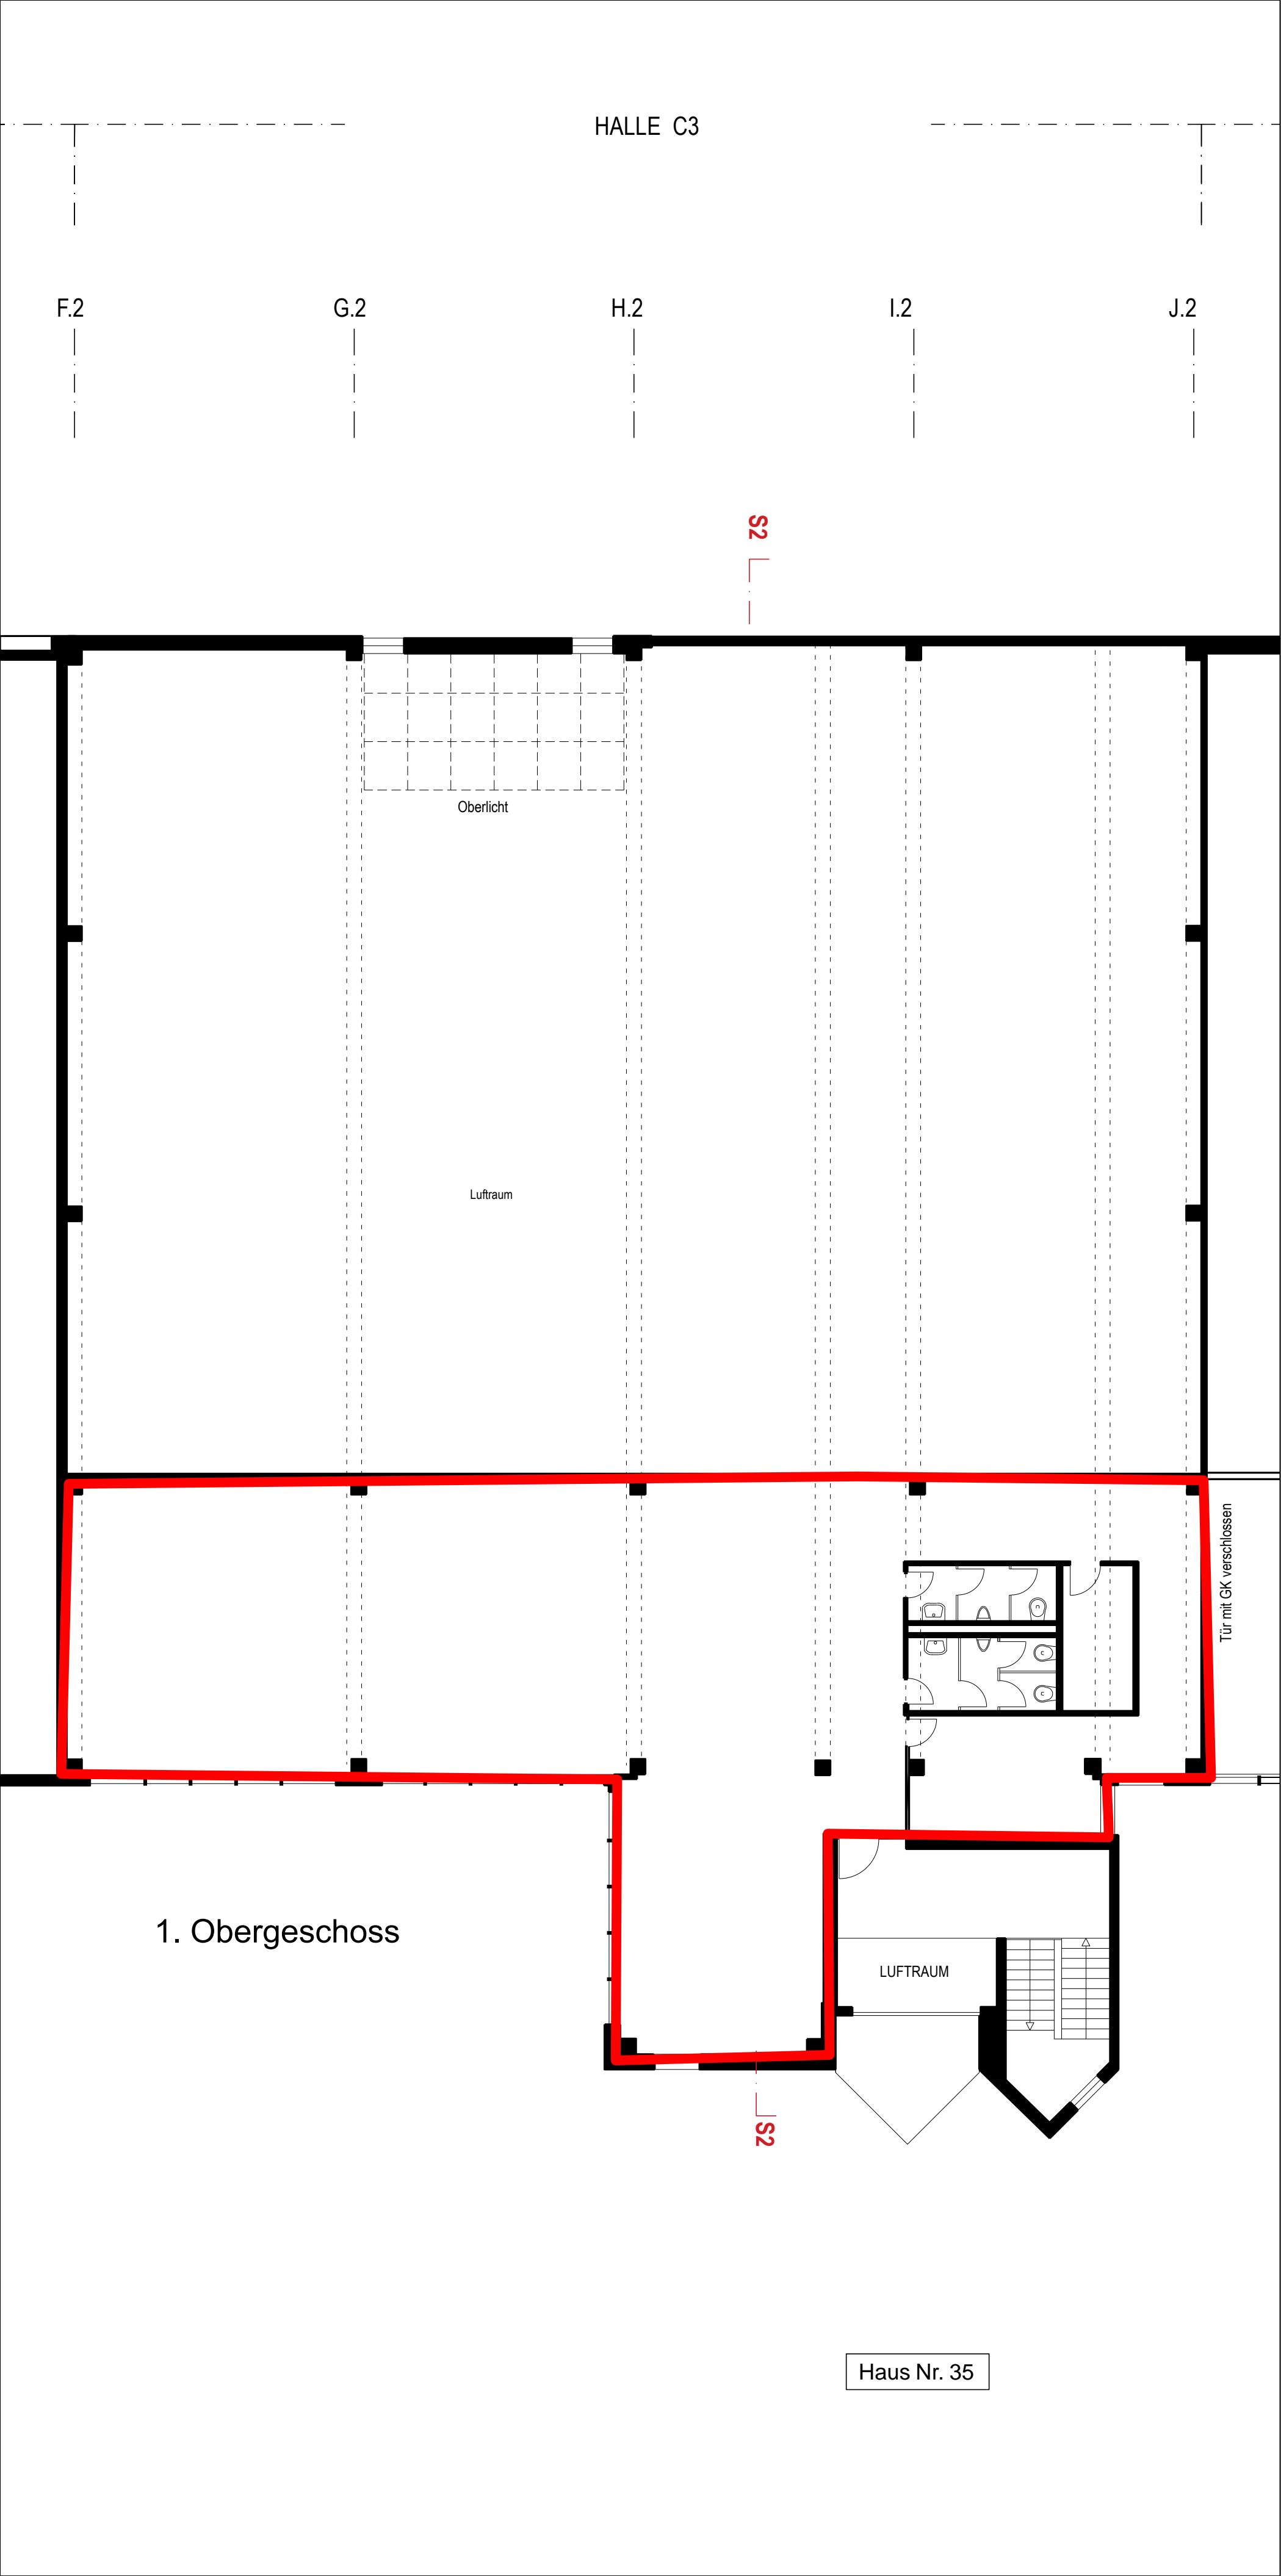 HALLE C3
F.2 G.2 H.2 I.2 J.2
S2
Oberlicht
Luftraum
Tür mit GK verschlossen
1. Obergeschoss
LUFTRAUM
S2
Haus Nr. 35